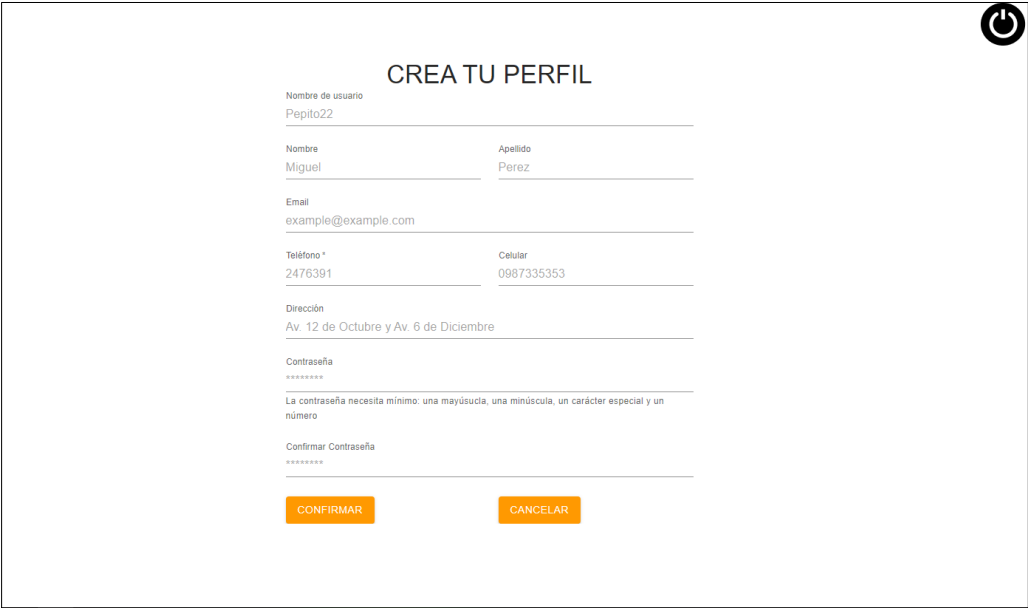 CREA TU PERFIL
Nombre de usuario
Pepito22
Nombre
Apellido
Miguel
Perez
Email
example@example.com
Teléfono *
Celular
2476391
0987335353
Dirección
Av. 12 de Octubre y Av. 6 de Diciembre
Contraseña
********
La contraseña necesita mínimo: una mayúsucla, una minúscula, un carácter especial y un
número
Confirmar Contraseña
********
CONFIRMAR
CANCELAR